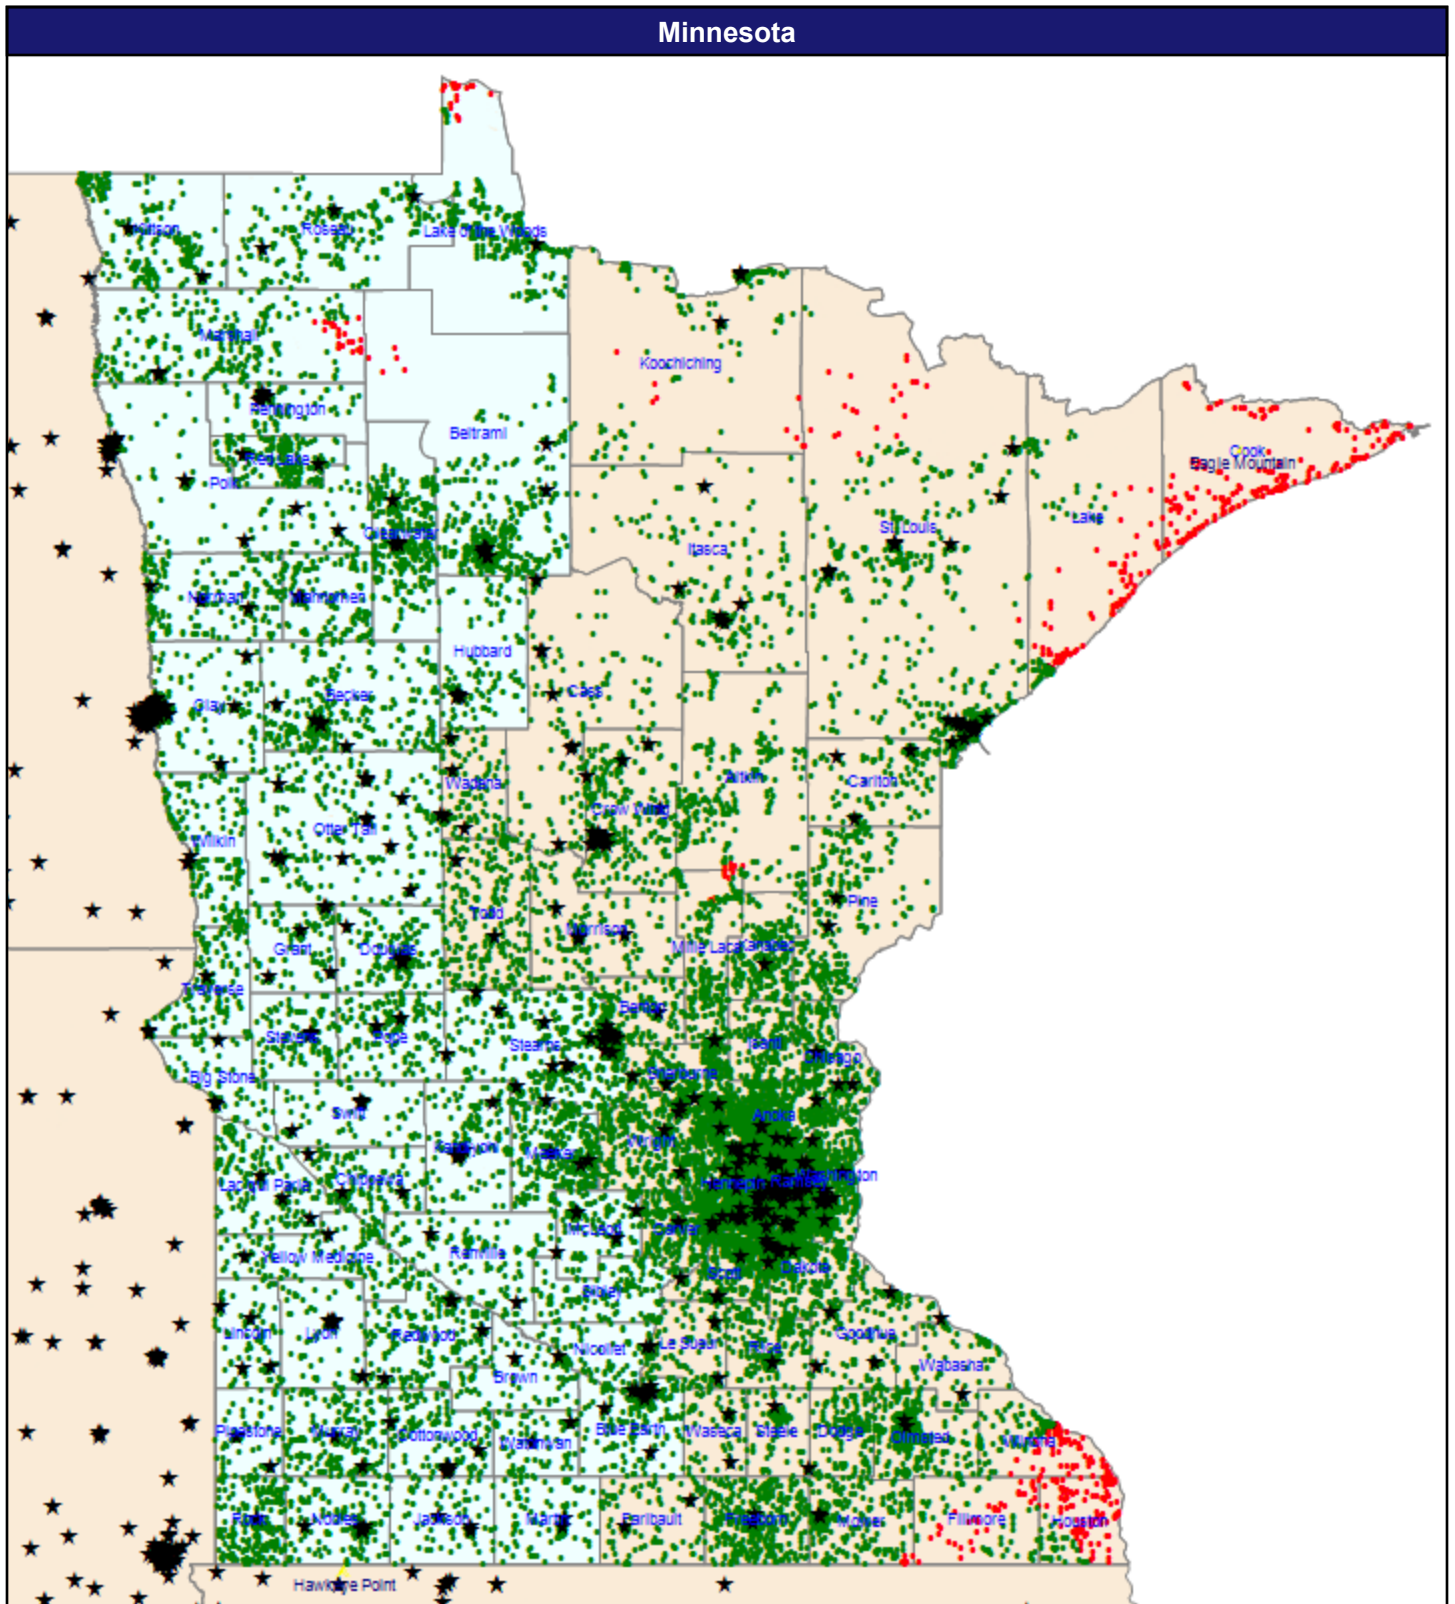 Minnesota
Kittson
Roseau
Lake of the Woods
Marshall
Koochiching
Pennington
Beltrami
Cook
Red Lake
Eagle Mountain
Polk
Lake
St. Louis
Clearwater
Itasca
Norman
Mahnomen
Hubbard
Cass
Becker
Clay
Aitkin
Carlton
Wadena
Crow Wing
Otter Tail
Wilkin
Pine
Todd
Morrison
Grant
Douglas
Mille Lacs
Kanabec
Traverse
Benton
Stevens
Pope
Stearns
Isanti
Chisago
Big Stone
Sherburne
Swift
Anoka
Wright
Kandiyohi
Meeker
Lac qui Parle
Chippewa
Hennepin
Ramsey
Washington
McLeod
Carver
Yellow Medicine
Renville
Scott
Dakota
Sibley
Lincoln
Lyon
Redwood
Nicollet
Le Sueur
Rice
Goodhue
Wabasha
Brown
Pipestone
Murray
Cottonwood
Watonwan
Blue Earth
Waseca
Steele
Dodge
Olmsted
Winona
Rock
Nobles
Jackson
Martin
Faribault
Freeborn
Mower
Fillmore
Houston
Hawkeye Point